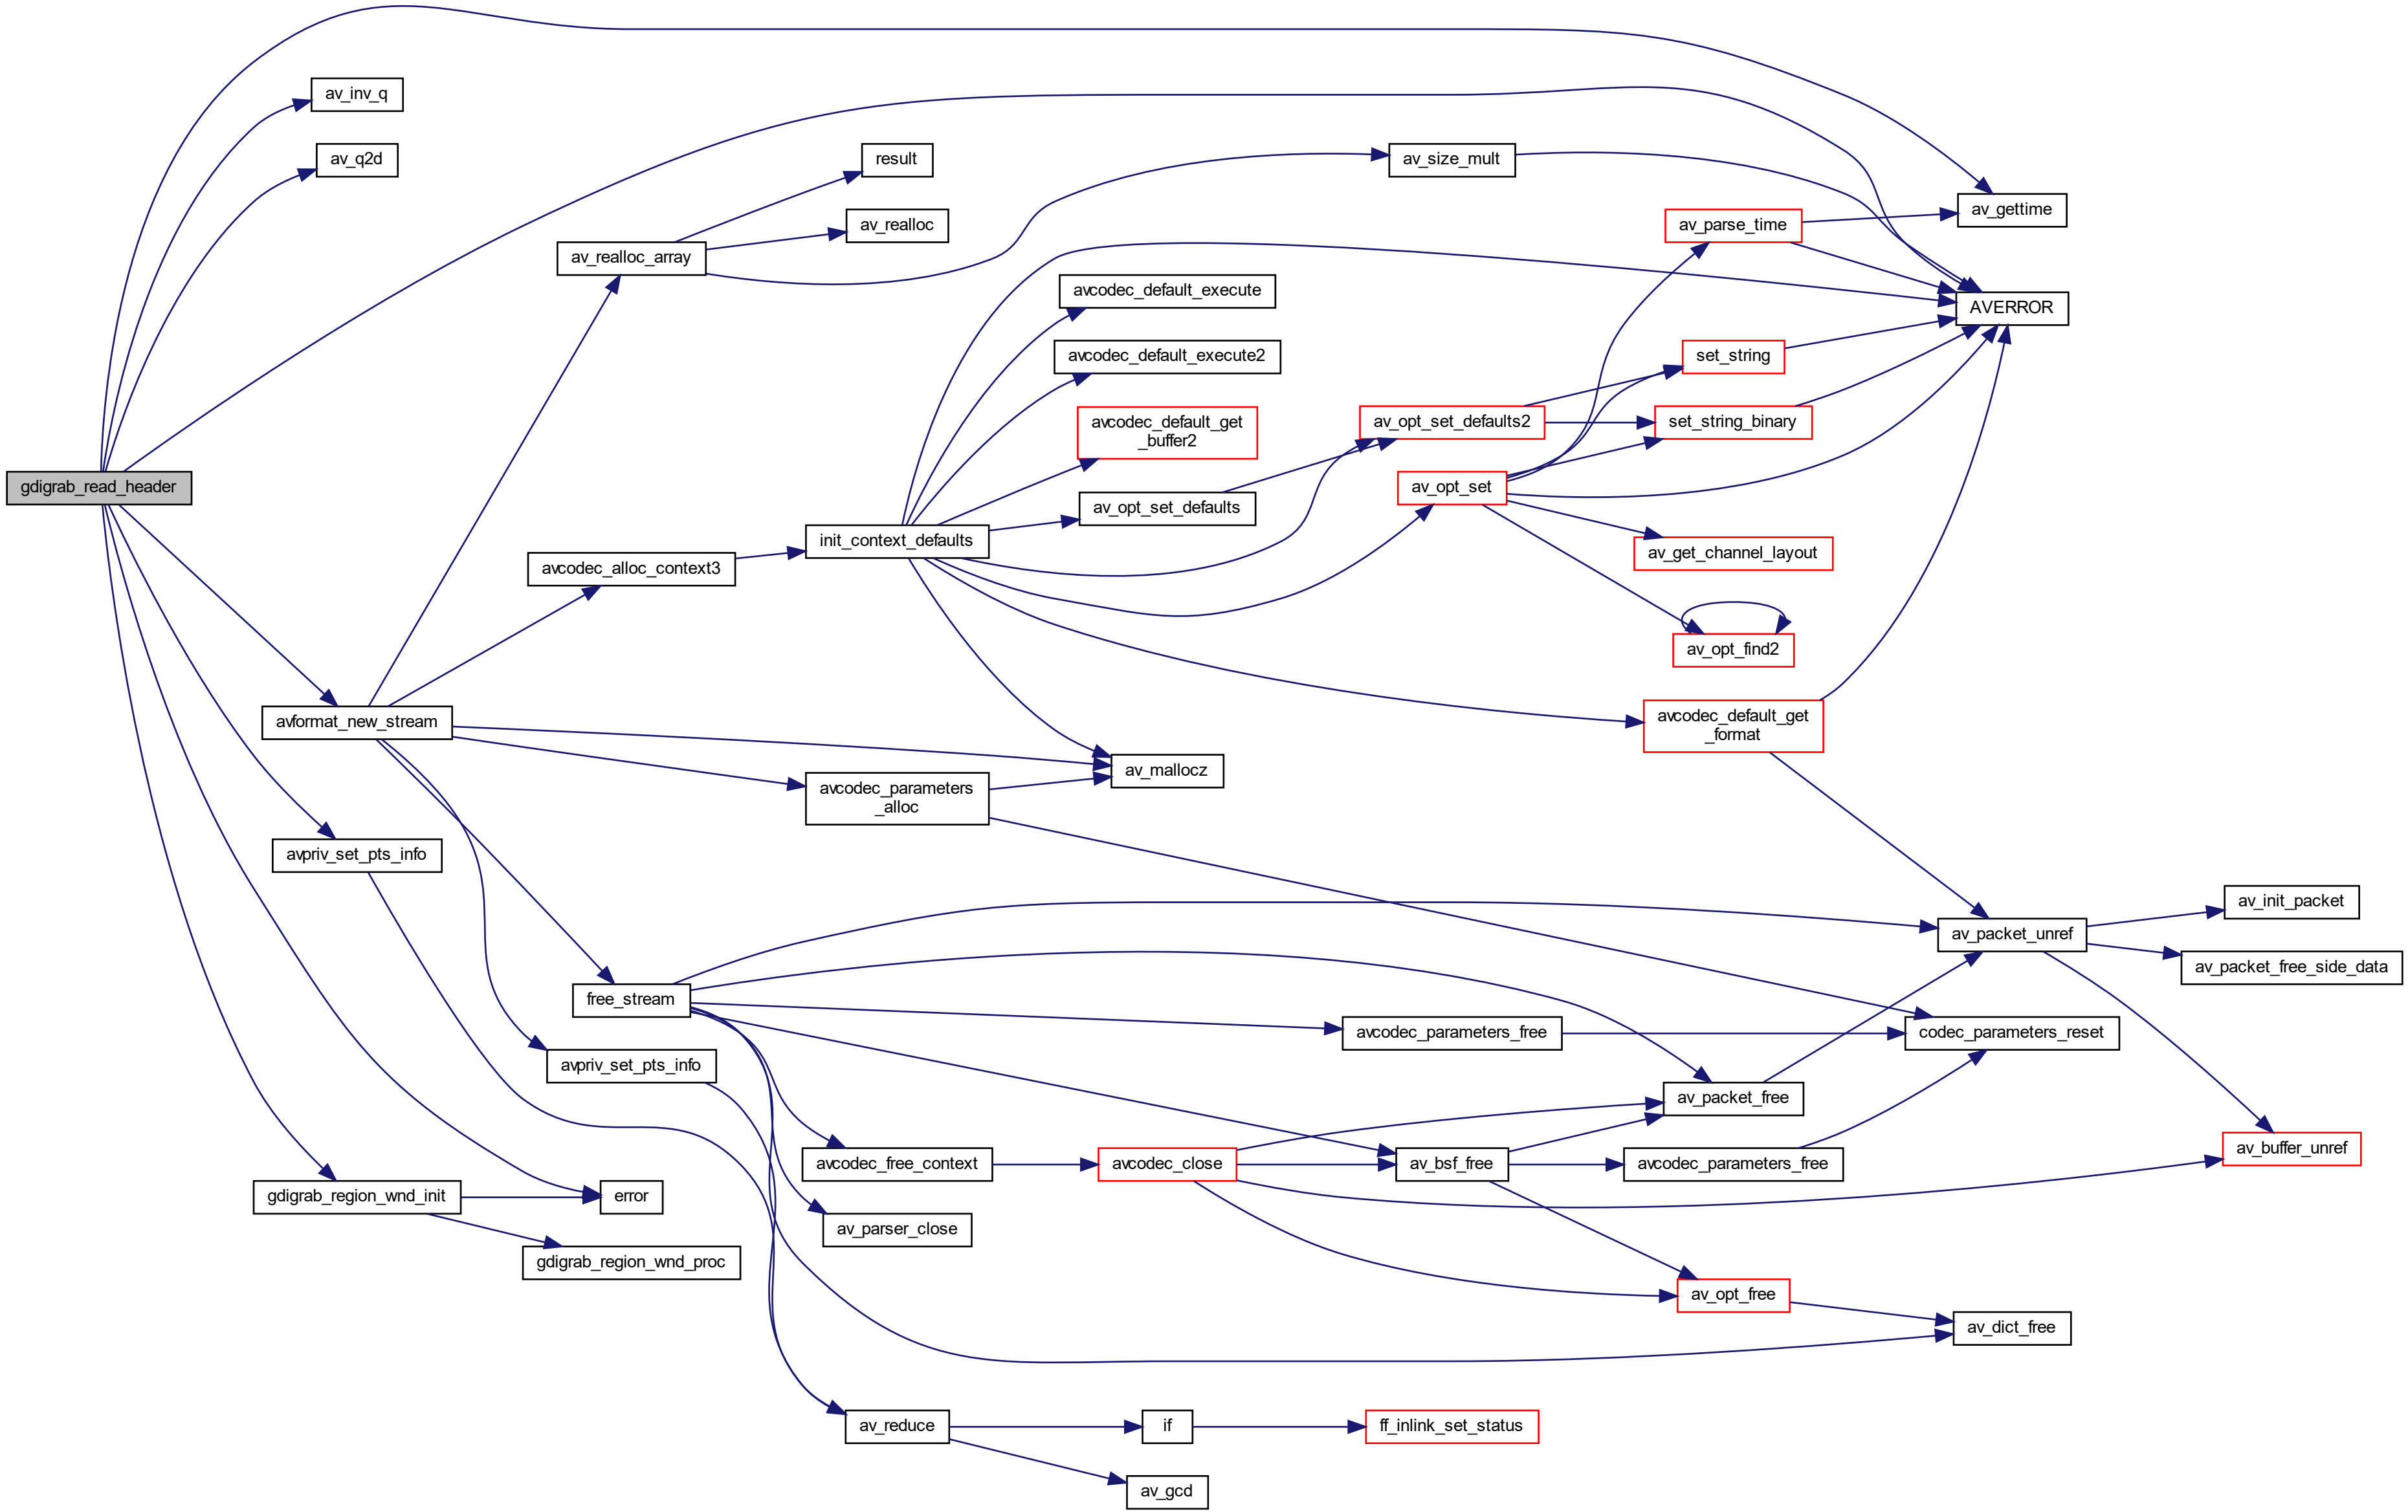 av_inv_q
av_q2d
result
av_size_mult
av_gettime
av_realloc
av_parse_time
av_realloc_array
avcodec_default_execute
AVERROR
avcodec_default_execute2
set_string
avcodec_default_get
_buffer2
av_opt_set_defaults2
set_string_binary
gdigrab_read_header
av_opt_set
av_opt_set_defaults
init_context_defaults
av_get_channel_layout
avcodec_alloc_context3
av_opt_find2
avformat_new_stream
avcodec_default_get
_format
av_mallocz
avcodec_parameters
_alloc
avpriv_set_pts_info
av_init_packet
av_packet_unref
av_packet_free_side_data
free_stream
avcodec_parameters_free
codec_parameters_reset
avpriv_set_pts_info
av_packet_free
av_buffer_unref
avcodec_free_context
avcodec_close
av_bsf_free
avcodec_parameters_free
gdigrab_region_wnd_init
error
av_parser_close
gdigrab_region_wnd_proc
av_opt_free
av_dict_free
av_reduce
if
ff_inlink_set_status
av_gcd